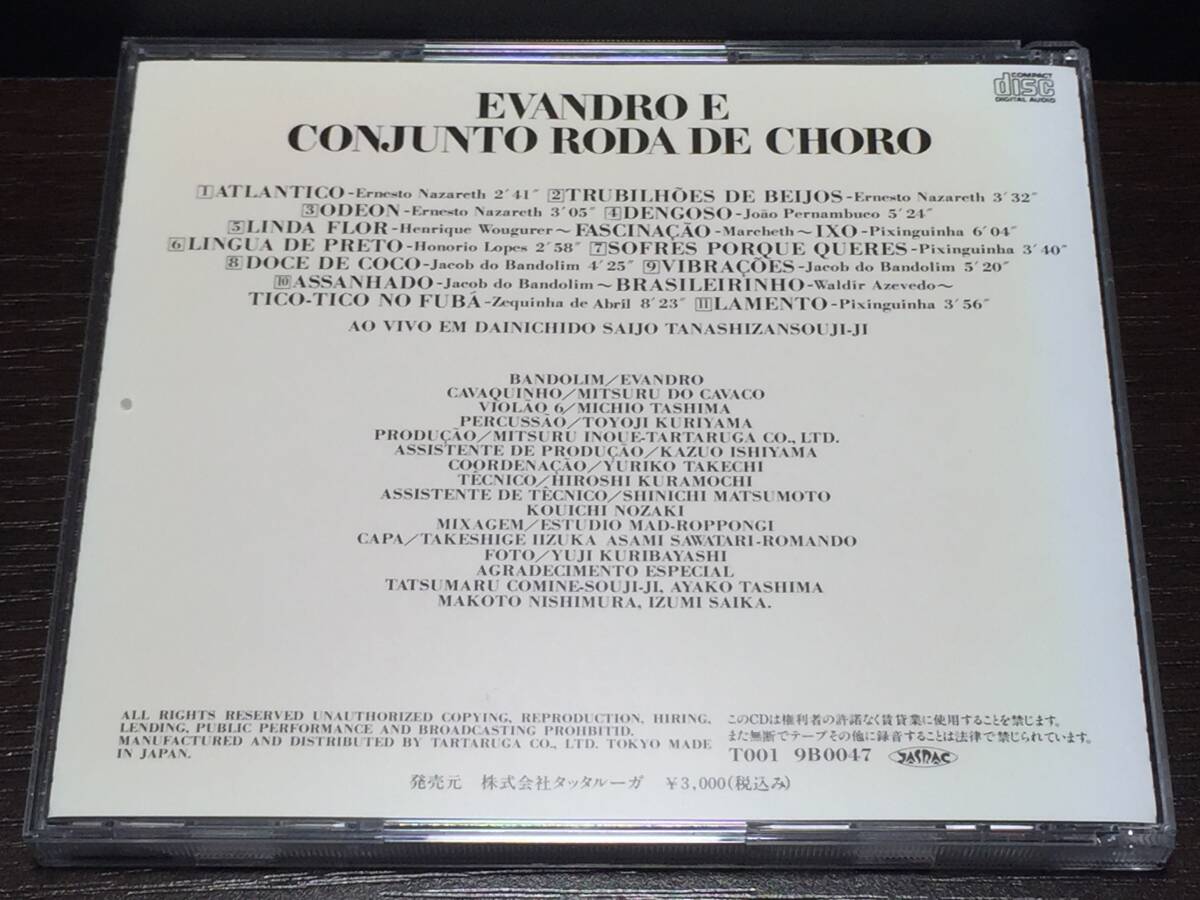 COMPACT
disc
DIGITAL AUDIO
EVANDRO E
CONJUNTO RODA DE CHORO
1 ATLANTICO-Ernesto Nazareth 2′41″ 2 TRUBILHÕES DE BEIJOS-Ernesto Nazareth 3′32″
3 ODEON-Ernesto Nazareth 3′05″ 4 DENGOSO-João Pernambuco 5′24″
5 LINDA FLOR-Henrique Wougurer～FASCINAÇÃO-Marcheth～IXO-Pixinguinha 6′04″
6 LINGUA DE PRETO-Honorio Lopes 2′58″ 7 SOFRES PORQUE QUERES-Pixinguinha 3′40″
8 DOCE DE COCO-Jacob do Bandolim 4′25″ 9 VIBRAÇÕES-Jacob do Bandolim 5′20″
10 ASSANHADO-Jacob do Bandolim～BRASILEIRINHO-Waldir Azevedo～
TICO-TICO NO FUBÁ-Zequinha de Abril 8′23″ 11 LAMENTO-Pixinguinha 3′56″
AO VIVO EM DAINICHIDO SAIJO TANASHIZANSOUJI-JI
BANDOLIM／EVANDRO
CAVAQUINHO／MITSURU DO CAVACO
VIOLÃO 6／MICHIO TASHIMA
PERCUSSÃO／TOYOJI KURIYAMA
PRODUÇÃO／MITSURU INOUE-TARTARUGA CO., LTD.
ASSISTENTE DE PRODUÇÃO／KAZUO ISHIYAMA
COORDENAÇÃO／YURIKO TAKECHI
TÊCNICO／HIROSHI KURAMOCHI
ASSISTENTE DE TÊCNICO／SHINICHI MATSUMOTO
KOUICHI NOZAKI
MIXAGEM／ESTUDIO MAD-ROPPONGI
CAPA／TAKESHIGE IIZUKA ASAMI SAWATARI-ROMANDO
FOTO／YUJI KURIBAYASHI
AGRADECIMENTO ESPECIAL
TATSUMARU COMINE-SOUJI-JI, AYAKO TASHIMA
MAKOTO NISHIMURA, IZUMI SAIKA.
ALL RIGHTS RESERVED UNAUTHORIZED COPYING, REPRODUCTION, HIRING,
LENDING, PUBLIC PERFORMANCE AND BROADCASTING PROHIBITID.
MANUFACTURED AND DISTRIBUTED BY TARTARUGA CO., LTD. TOKYO MADE
IN JAPAN.
このCDは権利者の許諾なく賃貸業に使用することを禁じます。
また無断でテープその他に録音することは法律で禁じられています。
T001 9B0047 JASRAC
発売元 株式会社タッタルーガ ¥3,000(税込み)